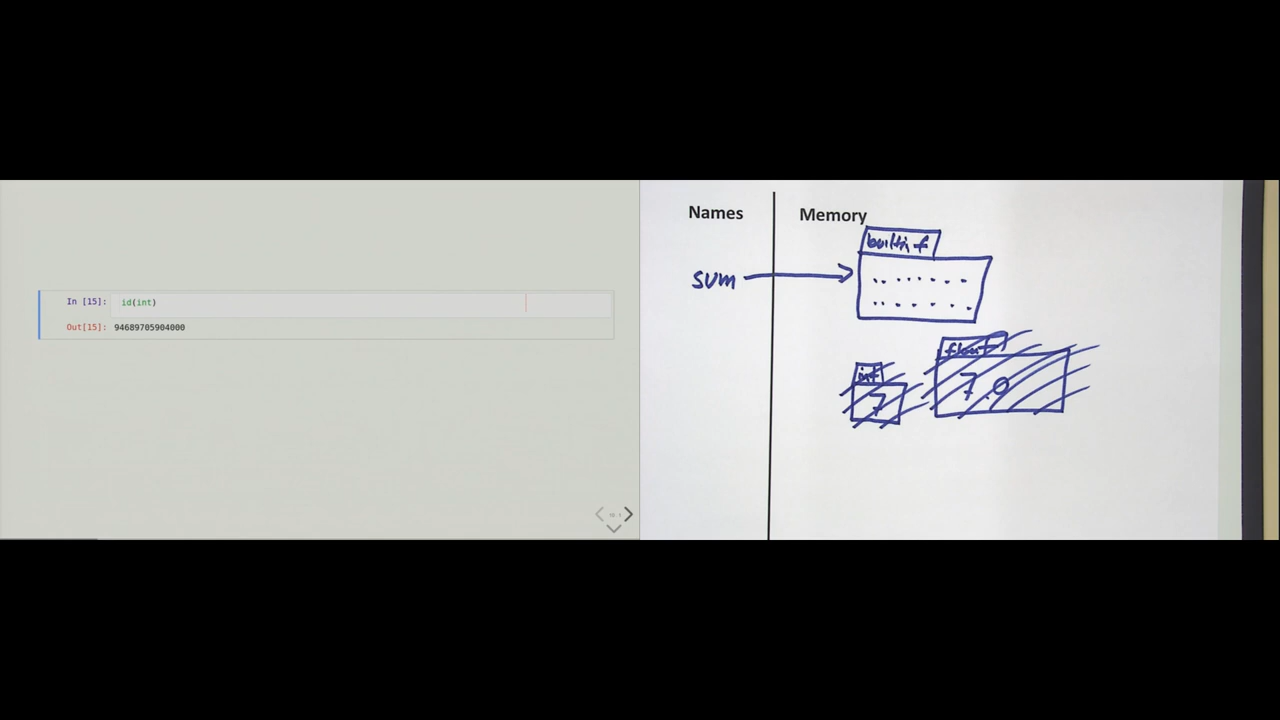 In [15]: id(int)
Out[15]: 94689705904000
Names Memory
builtin f
sum
int float
7 7.0